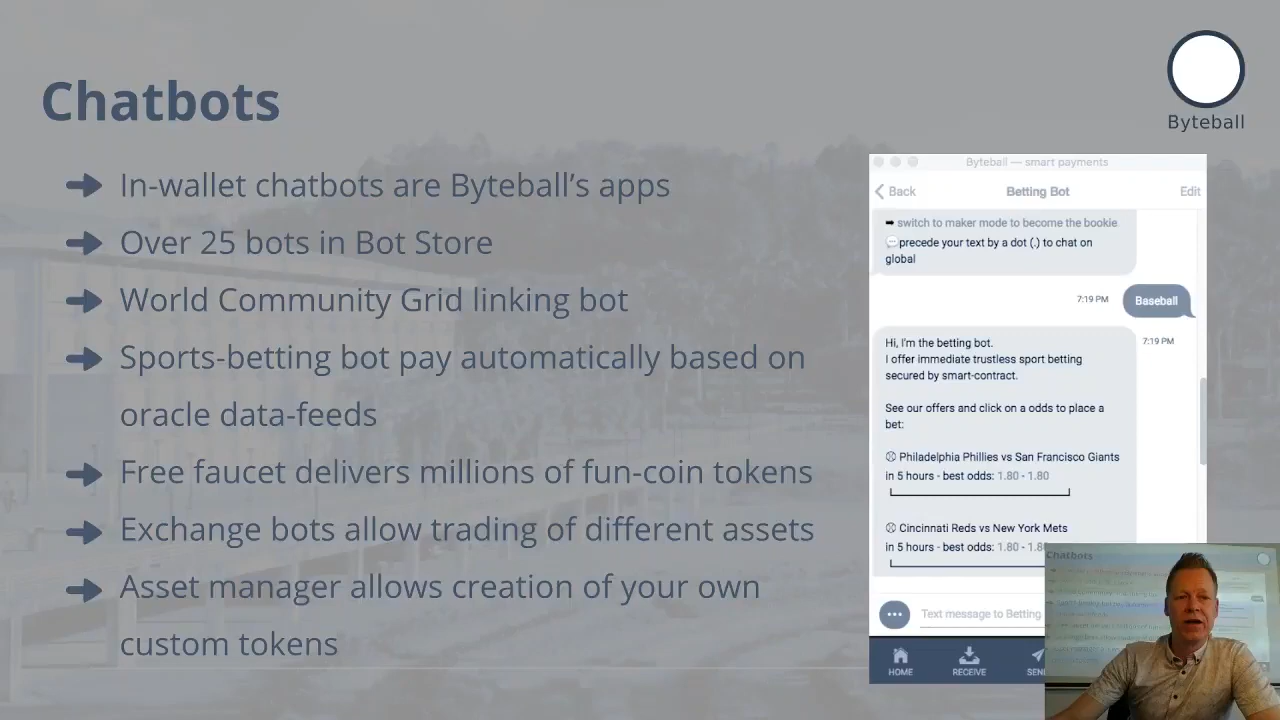 Chatbots
Byteball
In-wallet chatbots are Byteball’s apps
Over 25 bots in Bot Store
World Community Grid linking bot
Sports-betting bot pay automatically based on
oracle data-feeds
Free faucet delivers millions of fun-coin tokens
Exchange bots allow trading of different assets
Asset manager allows creation of your own
custom tokens
Byteball — smart payments
Back
Betting Bot
Edit
➡ switch to maker mode to become the bookie
💬precede your text by a dot (.) to chat on
global
7:19 PM
Baseball
7:19 PM
Hi, I'm the betting bot.
I offer immediate trustless sport betting
secured by smart-contract.
See our offers and click on a odds to place a
bet:
⚾ Philadelphia Phillies vs San Francisco Giants
in 5 hours - best odds: 1.80 - 1.80
⚾ Cincinnati Reds vs New York Mets
in 5 hours - best odds: 1.80 - 1.8
Text message to Betting
HOME
RECEIVE
Chatbots